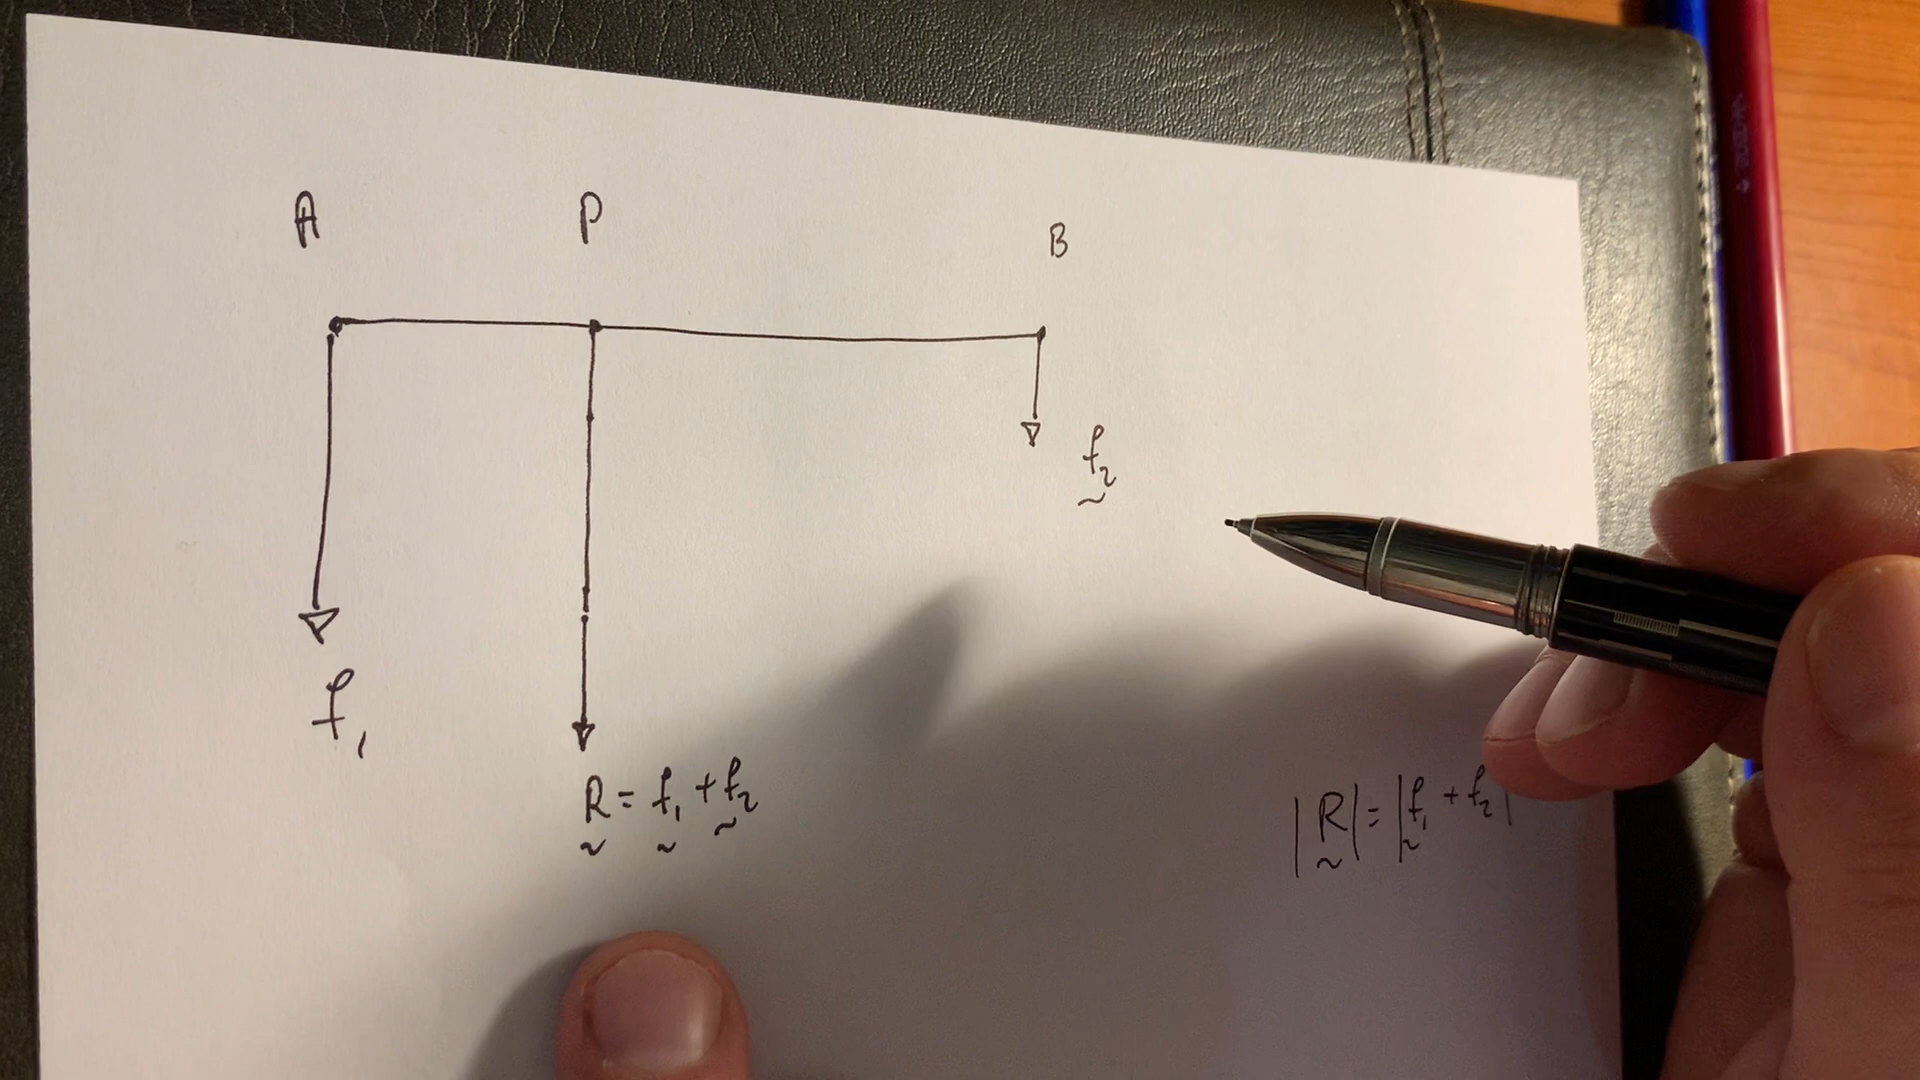 A P B
f₂
f₁
R = f₁ + f₂
|R| = |f₁ + f₂|